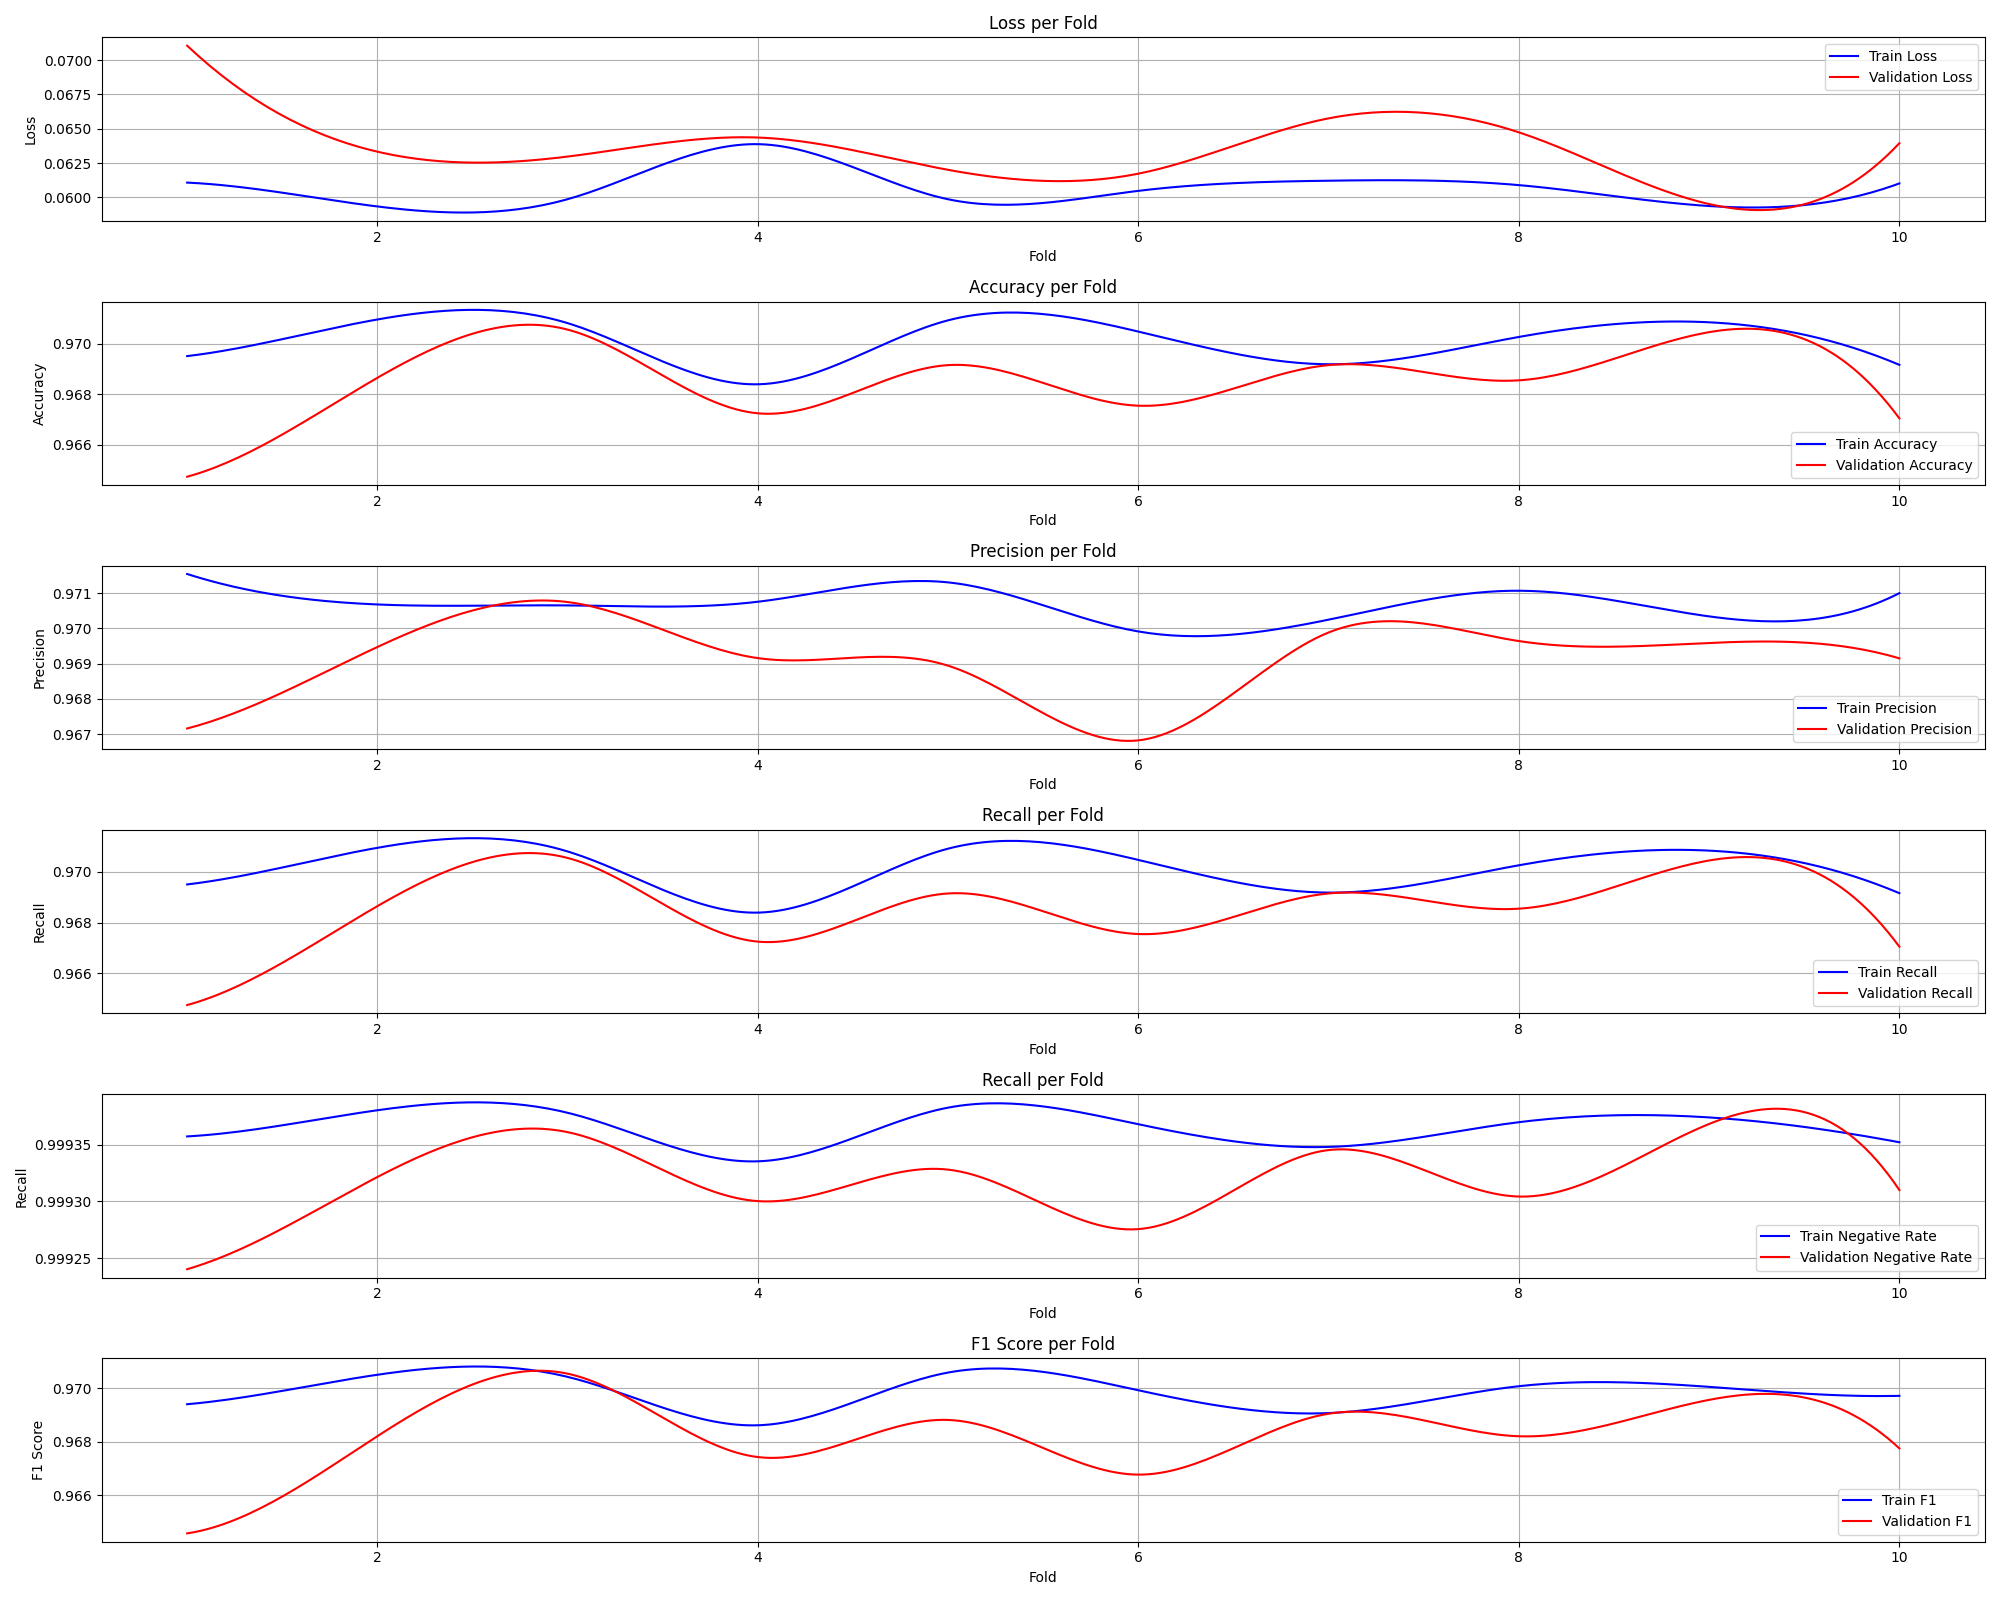 Loss per Fold
0.0700
0.0675
0.0650
0.0625
0.0600
Loss
Train Loss
Validation Loss
2 4 6 8 10
Fold
Accuracy per Fold
0.970
0.968
0.966
Accuracy
Train Accuracy
Validation Accuracy
2 4 6 8 10
Fold
Precision per Fold
0.971
0.970
0.969
0.968
0.967
Precision
Train Precision
Validation Precision
2 4 6 8 10
Fold
Recall per Fold
0.970
0.968
0.966
Recall
Train Recall
Validation Recall
2 4 6 8 10
Fold
Recall per Fold
0.99935
0.99930
0.99925
Recall
Train Negative Rate
Validation Negative Rate
2 4 6 8 10
Fold
F1 Score per Fold
0.970
0.968
0.966
F1 Score
Train F1
Validation F1
2 4 6 8 10
Fold